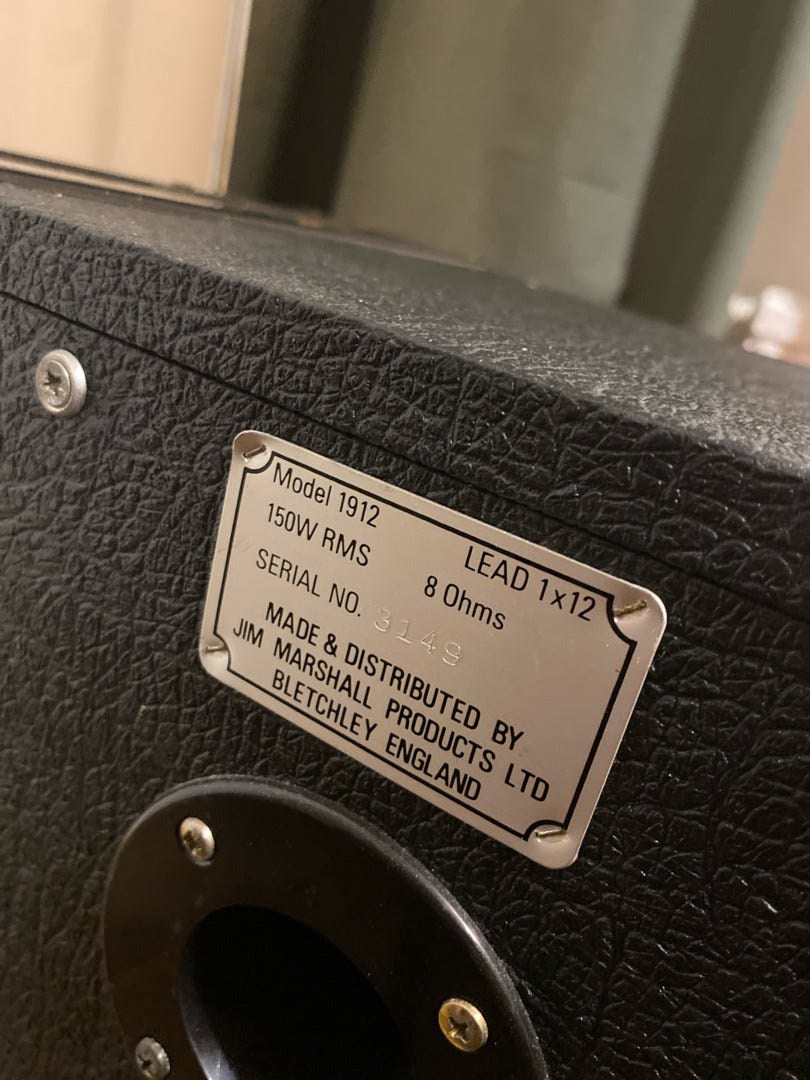 Model 1912 LEAD 1x12
150W RMS 8 Ohms
SERIAL NO. 3149
MADE & DISTRIBUTED BY
JIM MARSHALL PRODUCTS LTD
BLETCHLEY ENGLAND